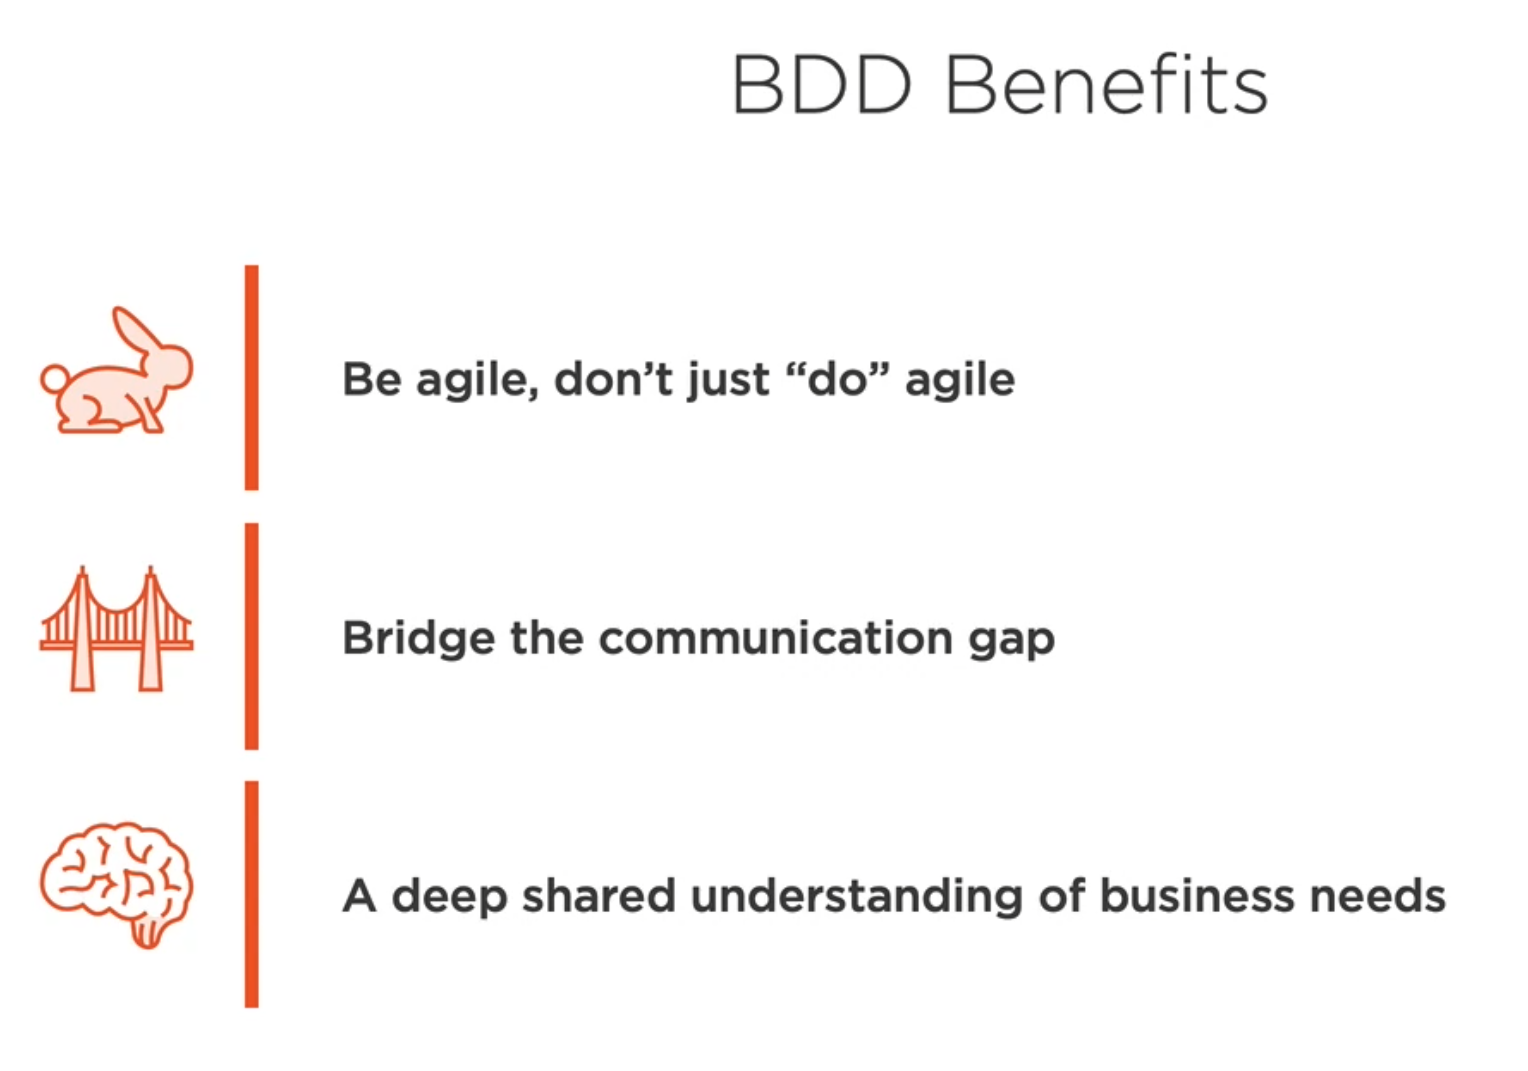 BDD Benefits
Be agile, don’t just “do” agile
Bridge the communication gap
A deep shared understanding of business needs